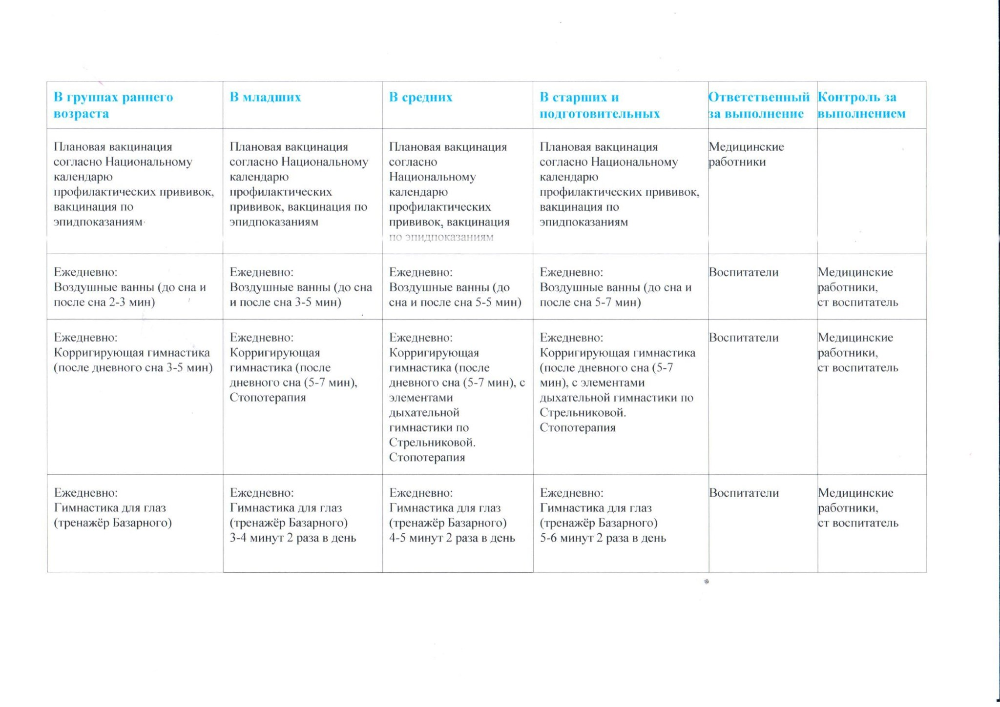 В группах раннего
возраста
В младших
В средних
В старших и
подготовительных
Ответственный
за выполнение
Контроль за
выполнением
Плановая вакцинация
согласно Национальному
календарю
профилактических прививок,
вакцинация по
эпидпоказаниям
Плановая вакцинация
согласно Национальному
календарю
профилактических
прививок, вакцинация по
эпидпоказаниям
Плановая вакцинация
согласно
Национальному
календарю
профилактических
прививок, вакцинация
по эпидпоказаниям
Плановая вакцинация
согласно Национальному
календарю
профилактических прививок,
вакцинация по
эпидпоказаниям
Медицинские
работники
Ежедневно:
Воздушные ванны (до сна и
после сна 2-3 мин)
Ежедневно:
Воздушные ванны (до сна
и после сна 3-5 мин)
Ежедневно:
Воздушные ванны (до
сна и после сна 5-5 мин)
Ежедневно:
Воздушные ванны (до сна и
после сна 5-7 мин)
Воспитатели
Медицинские
работники,
ст воспитатель
Ежедневно:
Корригирующая гимнастика
(после дневного сна 3-5 мин)
Ежедневно:
Корригирующая
гимнастика (после
дневного сна (5-7 мин),
Стопотерапия
Ежедневно:
Корригирующая
гимнастика (после
дневного сна (5-7 мин), с
элементами
дыхательной
гимнастики по
Стрельниковой.
Стопотерапия
Ежедневно:
Корригирующая гимнастика
(после дневного сна (5-7
мин), с элементами
дыхательной гимнастики по
Стрельниковой.
Стопотерапия
Воспитатели
Медицинские
работники,
ст воспитатель
Ежедневно:
Гимнастика для глаз
(тренажёр Базарного)
Ежедневно:
Гимнастика для глаз
(тренажёр Базарного)
3-4 минут 2 раза в день
Ежедневно:
Гимнастика для глаз
(тренажёр Базарного)
4-5 минут 2 раза в день
Ежедневно:
Гимнастика для глаз
(тренажёр Базарного)
5-6 минут 2 раза в день
Воспитатели
Медицинские
работники,
ст воспитатель